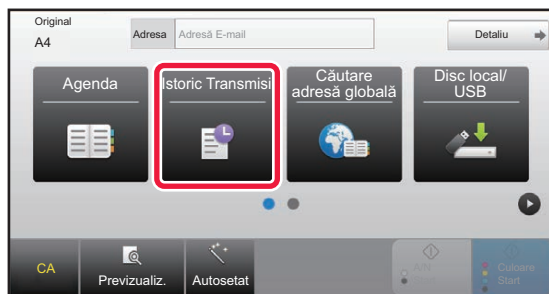 Original
A4
Adresa
Adresă E-mail
Detaliu
Agenda
Istoric Transmisi
Căutare
adresă globală
Disc local/
USB
CA
Previzualiz.
Autosetat
A/N
Start
Culoare
Start